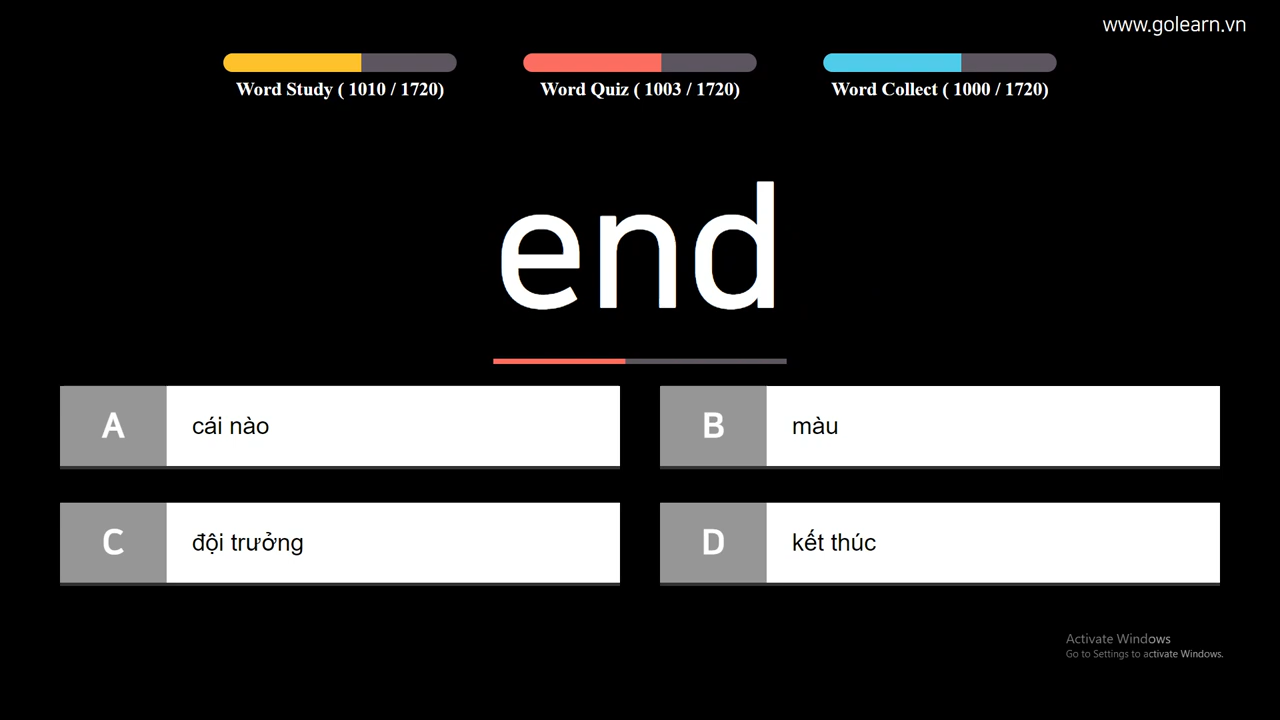 www.golearn.vn
Word Study ( 1010 / 1720)
Word Quiz ( 1003 / 1720)
Word Collect ( 1000 / 1720)
end
A cái nào
B màu
C đội trưởng
D kết thúc
Activate Windows
Go to Settings to activate Windows.